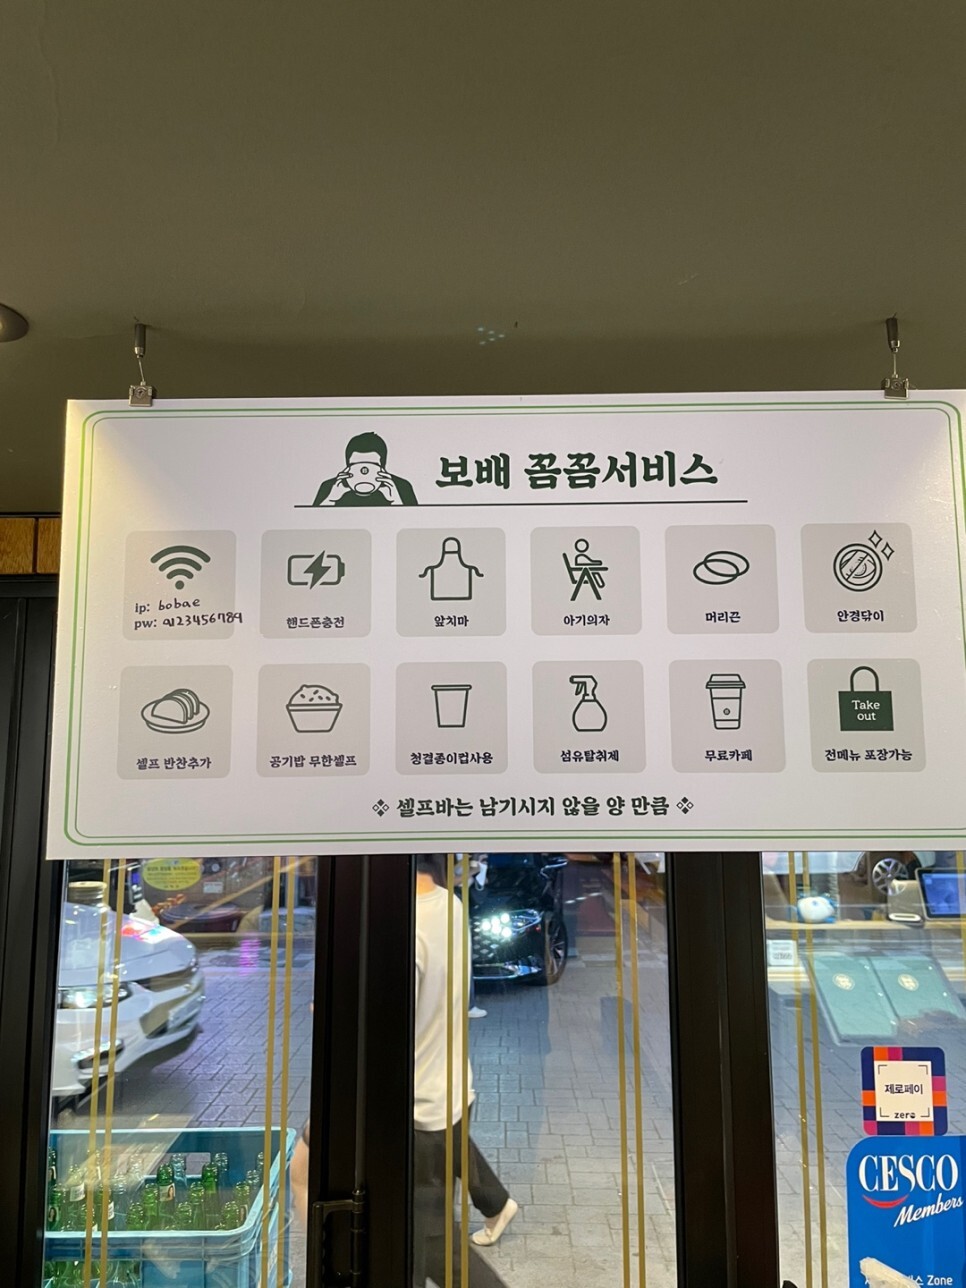 보배 꼼꼼서비스
ip: bobae
pw: a123456789
핸드폰충전
앞치마
아기의자
머리끈
안경닦이
셀프 반찬추가
공기밥 무한셀프
청결종이컵사용
섬유탈취제
무료카페
Take
out
전메뉴 포장가능
셀프바는 남기시지 않을 양 만큼
제로페이
zero
CESCO
Members
Zone